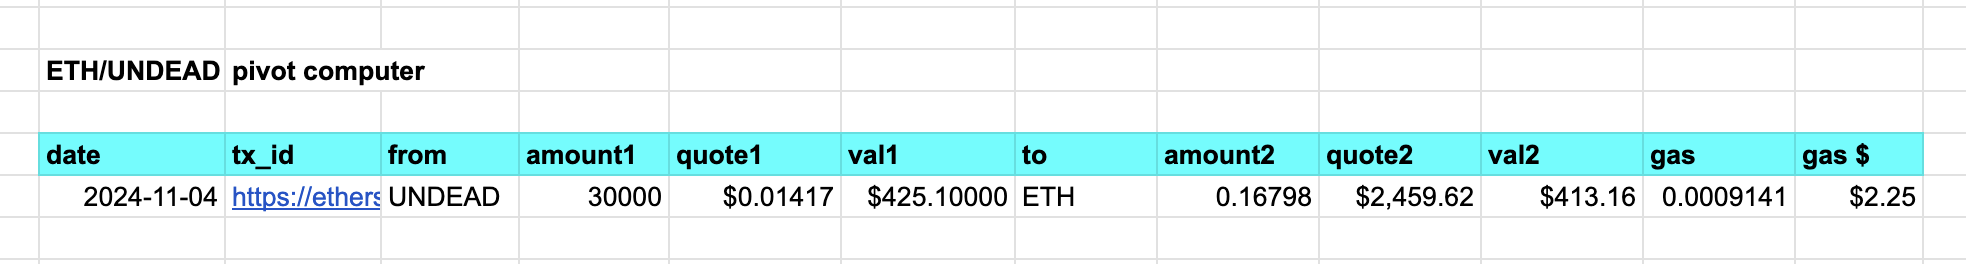 ETH/UNDEAD pivot computer
date tx_id from amount1 quote1 val1 to amount2 quote2 val2 gas gas $
2024-11-04 https://ethers UNDEAD 30000 $0.01417 $425.10000 ETH 0.16798 $2,459.62 $413.16 0.0009141 $2.25